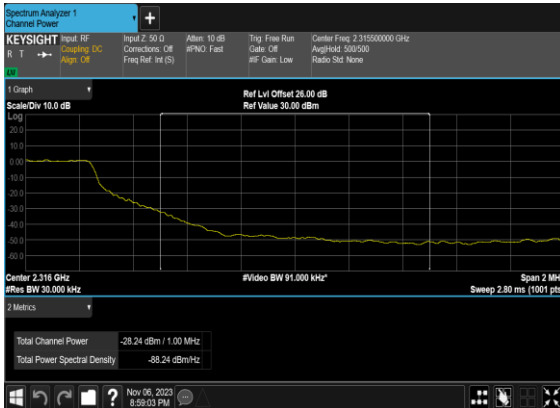 Spectrum Analyzer 1
Channel Power
+
KEYSIGHT Input: RF Input Z: 50 Ω Atten: 10 dB Trig: Free Run Center Freq: 2.315500000 GHz
R T Coupling: DC Corrections: Off #PNO: Fast Gate: Off Avg|Hold: 500/500
Align: Off Freq Ref: Int (S) #IF Gain: Low Radio Std: None
LV
1 Graph
Ref Lvl Offset 26.00 dB
Scale/Div 10.0 dB Ref Value 30.00 dBm
Log
20.0
10.0
0.00
-10.0
-20.0
-30.0
-40.0
-50.0
-60.0
Center 2.316 GHz #Video BW 91.000 kHz* Span 2 MH
#Res BW 30.000 kHz Sweep 2.80 ms (1001 pts
2 Metrics
Total Channel Power -28.24 dBm / 1.00 MHz
Total Power Spectral Density -88.24 dBm/Hz
? Nov 06, 2023
8:59:03 PM